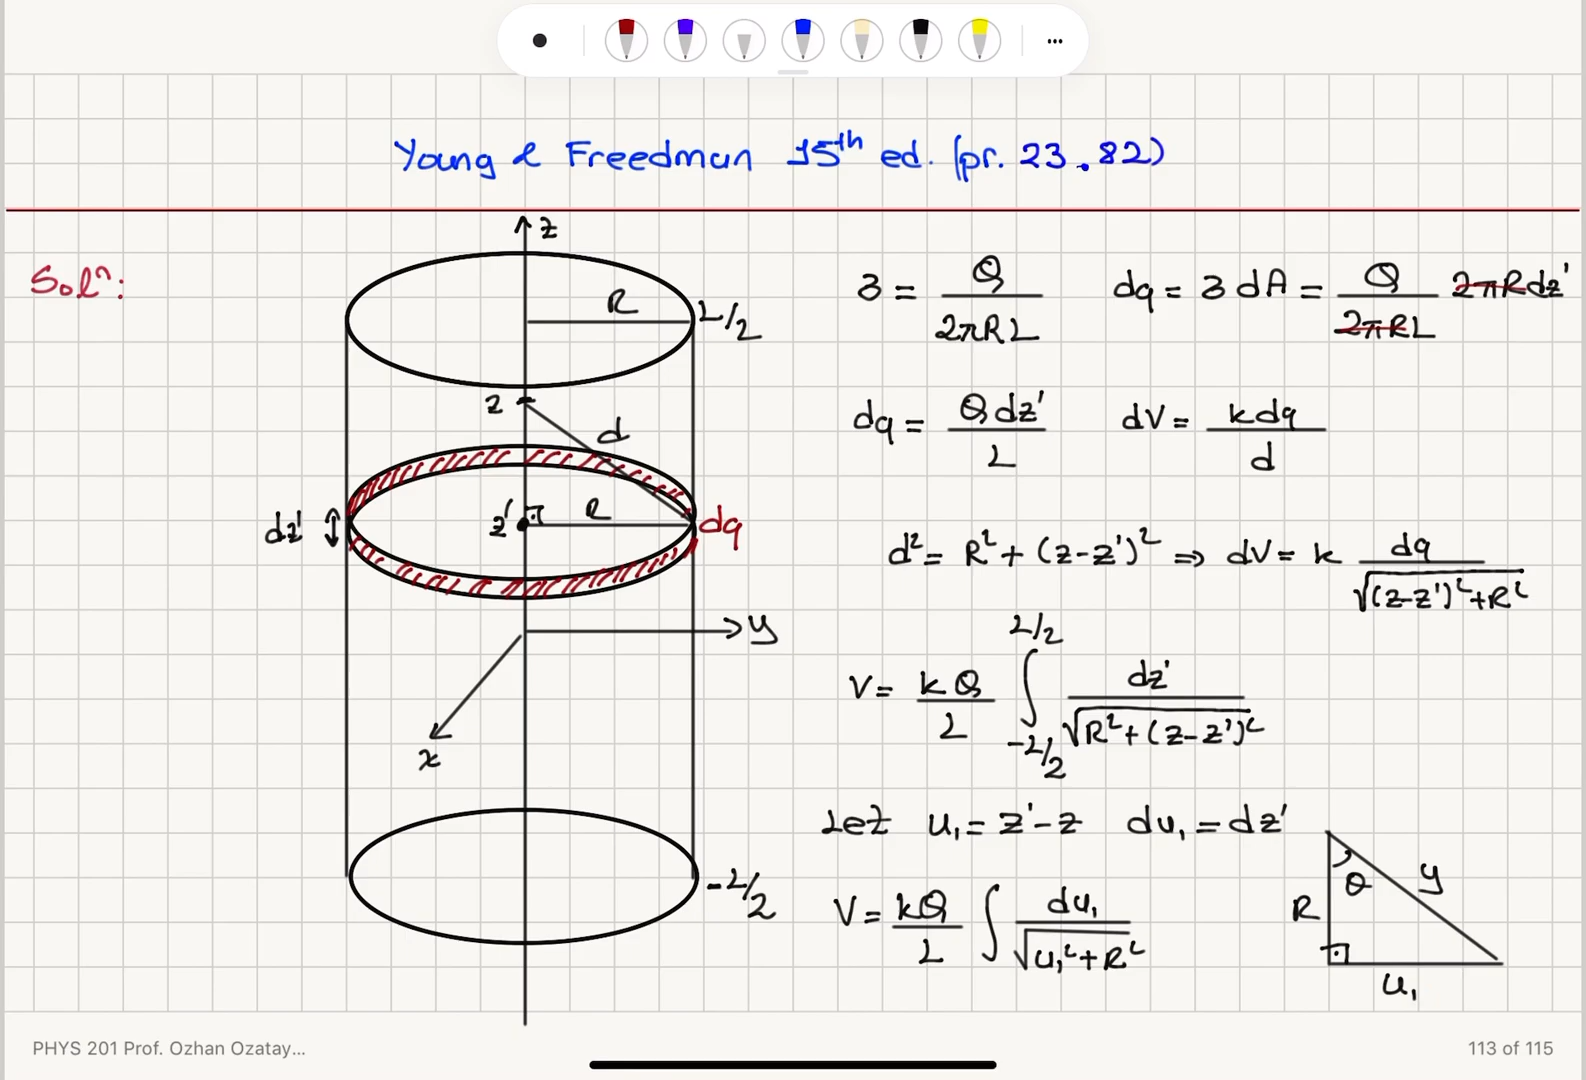 Young & Freedman 15th ed. (pr. 23.82)
Solⁿ:
z
R
L/2
z
d
dz'
z'
R
dq
y
x
-L/2
σ = Q / 2πRL    dq = σ dA = Q / 2πRL 2πR dz'
dq = Q dz' / L    dV = k dq / d
d² = R² + (z-z')² ⇒ dV = k dq / √((z-z')² + R²)
V = kQ / L ∫_{-L/2}^{L/2} dz' / √(R² + (z-z')²)
Let u₁ = z'-z    du₁ = dz'
V = kQ / L ∫ du₁ / √(u₁² + R²)
R
θ
y
u₁
PHYS 201 Prof. Ozhan Ozatay...
113 of 115